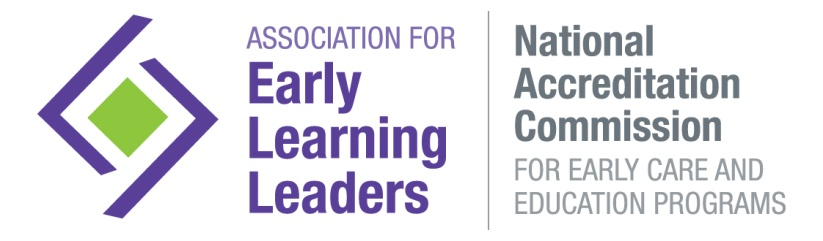 ASSOCIATION FOR
Early
Learning
Leaders
National
Accreditation
Commission
FOR EARLY CARE AND
EDUCATION PROGRAMS